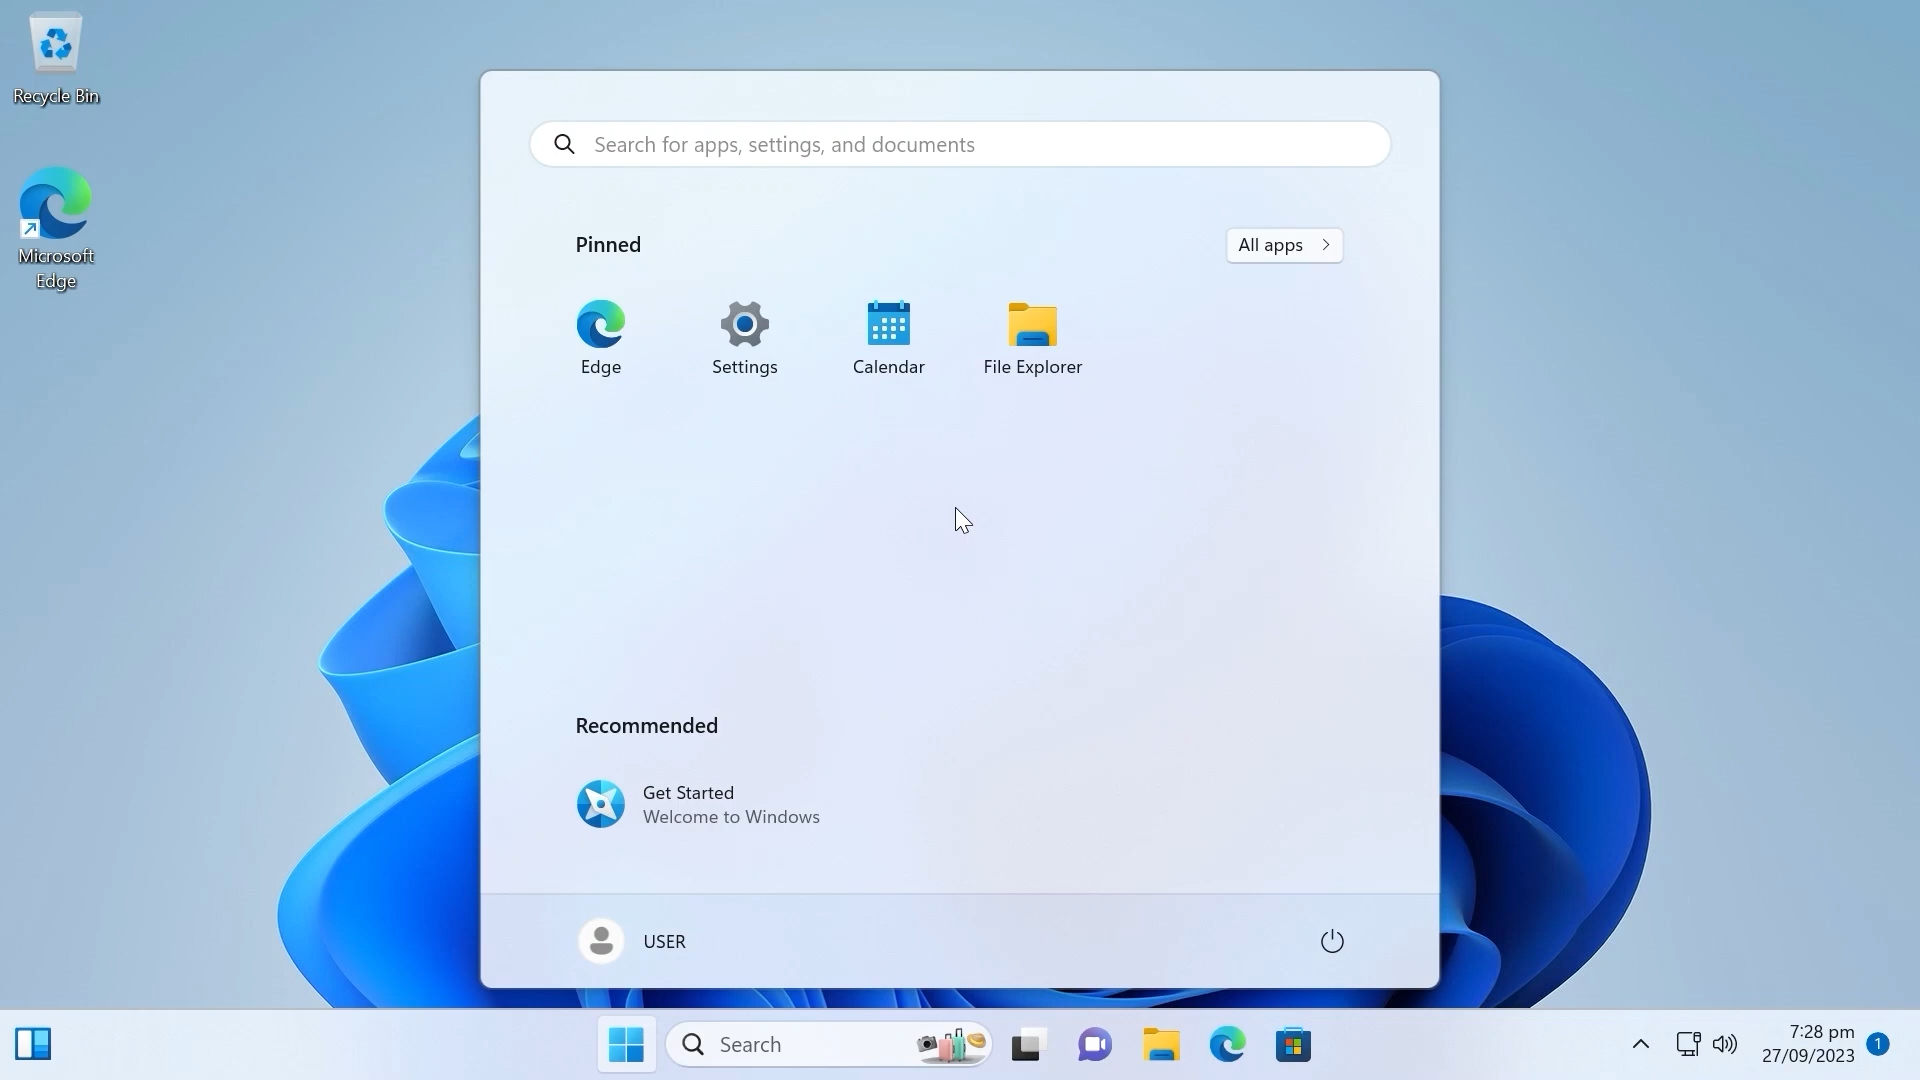 Recycle Bin
Microsoft
Edge
Search for apps, settings, and documents
Pinned
All apps
Edge
Settings
Calendar
File Explorer
Recommended
Get Started
Welcome to Windows
USER
Search
7:28 pm
27/09/2023
1